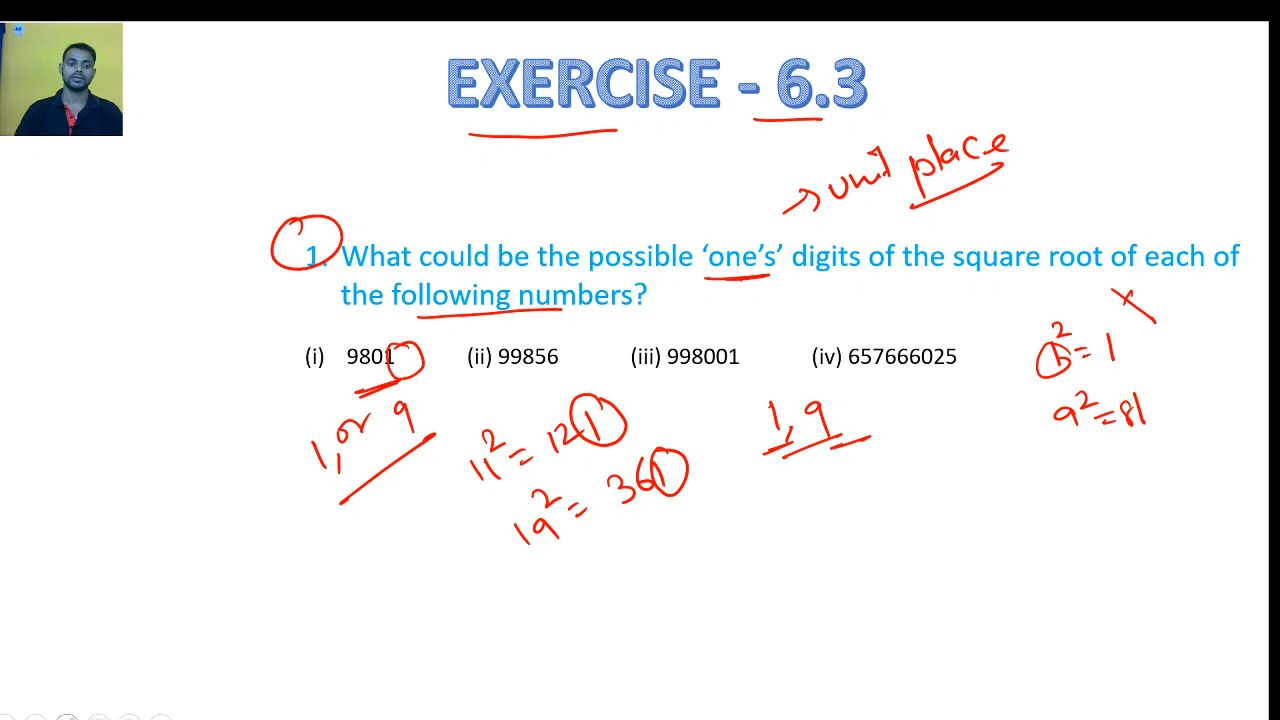 EXERCISE - 6.3
→ unit place
1. What could be the possible ‘one’s’ digits of the square root of each of
the following numbers?
(i) 9801 (ii) 99856 (iii) 998001 (iv) 657666025
1, or 9
11² = 121
19² = 361
1, 9
² = 1
9² = 81